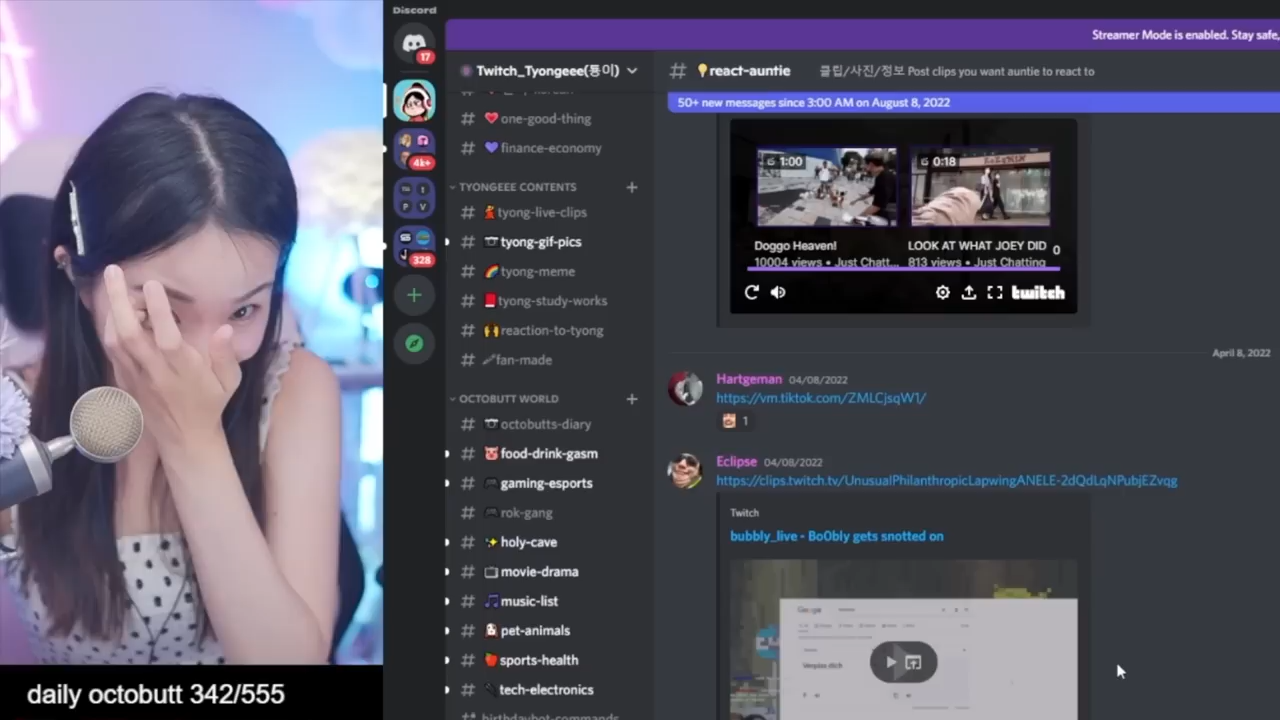 Discord
17
4k+
328
Streamer Mode is enabled. Stay safe,
Twitch_Tyongeee(통이)
one-good-thing
finance-economy
TYONGEEE CONTENTS
tyong-live-clips
tyong-gif-pics
tyong-meme
tyong-study-works
reaction-to-tyong
fan-made
OCTOBUTT WORLD
octobutts-diary
food-drink-gasm
gaming-esports
rok-gang
holy-cave
movie-drama
music-list
pet-animals
sports-health
tech-electronics
birthdaybot-commands
# react-auntie 클립/사진/정보 Post clips you want auntie to react to
50+ new messages since 3:00 AM on August 8, 2022
1:00
0:18
Doggo Heaven!
10004 views • Just Chatt...
LOOK AT WHAT JOEY DID
813 views • Just Chatting
0
twitch
April 8, 2022
Hartgeman 04/08/2022
https://vm.tiktok.com/ZMLCjsqW1/
1
Eclipse 04/08/2022
https://clips.twitch.tv/UnusualPhilanthropicLapwingANELE-2dQdLqNPubjEZvqg
Twitch
bubbly_live - Bo0bly gets snotted on
Google
daily octobutt 342/555